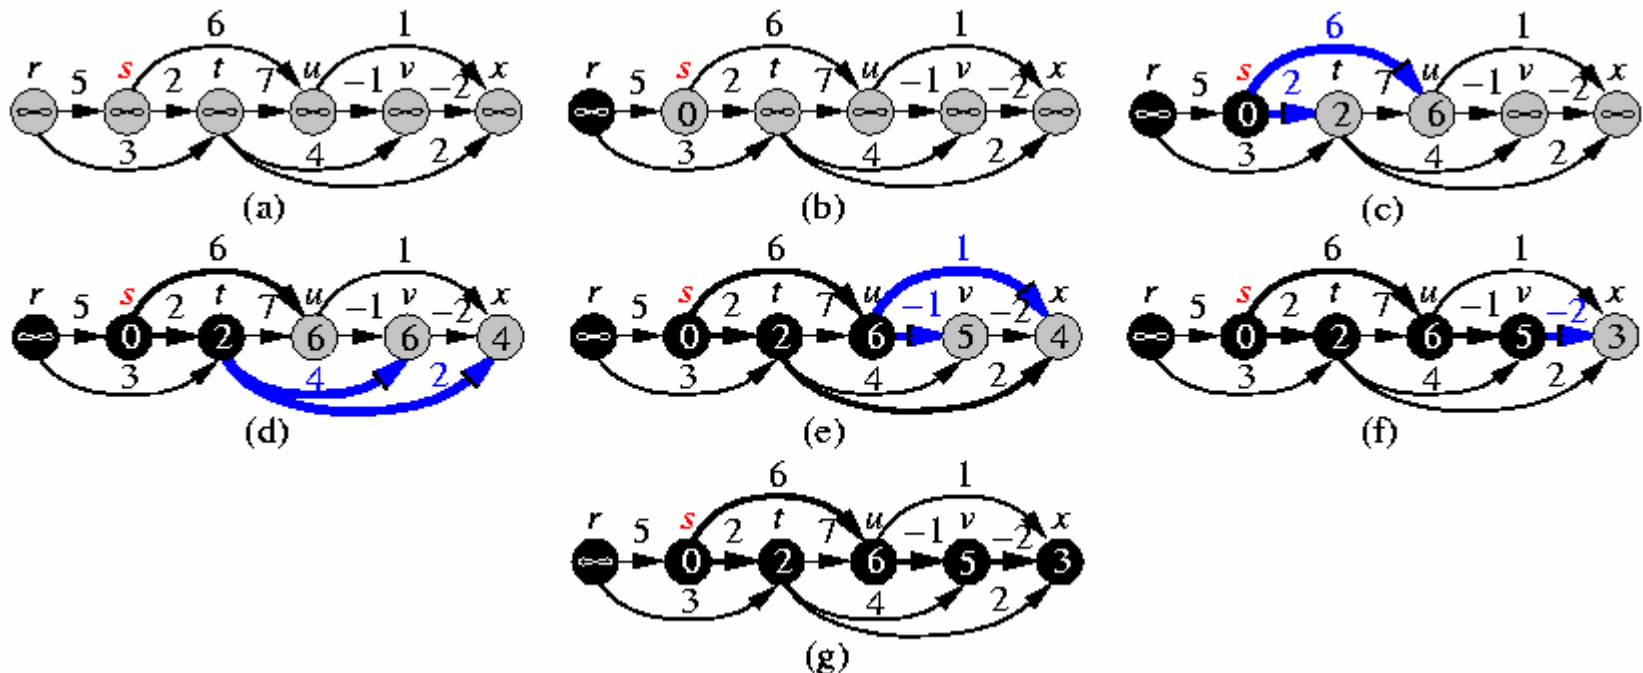 6 1 6 1 6 1
r 5 s 2 t 7 u −1 v −2 x 5 s 2 t 7 u −1 v −2 x r 5 s 2 t 7 u −1 v −2 x
∞ ∞ ∞ ∞ ∞ ∞ ∞ 0 ∞ ∞ ∞ ∞ ∞ 0 2 6 ∞ ∞
3 4 2 3 4 2 3 4 2
(a) (b) (c)
6 1 6 1 6 1
r 5 s 2 t 7 u −1 v −2 x r 5 s 2 t 7 u −1 v −2 x r 5 s 2 t 7 u −1 v −2 x
∞ 0 2 6 6 4 ∞ 0 2 6 5 4 ∞ 0 2 6 5 3
3 4 2 3 4 2 3 4 2
(d) (e) (f)
6 1
r 5 s 2 t 7 u −1 v −2 x
∞ 0 2 6 5 3
3 4 2
(g)